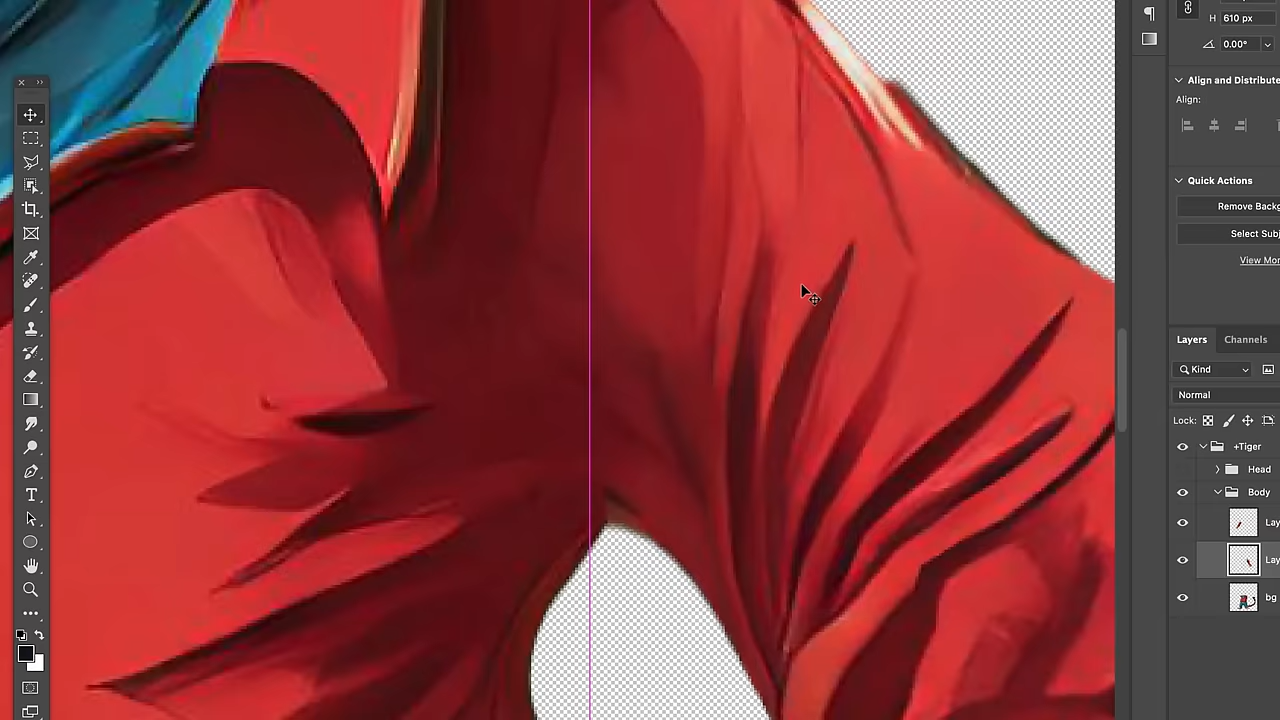 H 610 px
0.00°
Align and Distribute
Align:
Quick Actions
Remove Backg
Select Subj
View Mor
Layers Channels
Kind
Normal
Lock:
+Tiger
Head
Body
Lay
Lay
bg